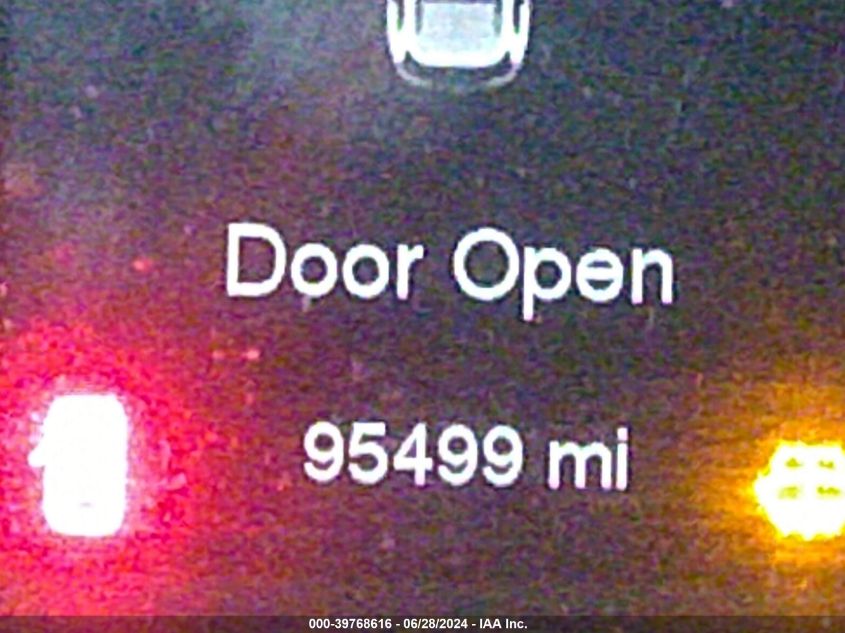 Door Open
95499 mi
000-39768616 - 06/28/2024 - IAA Inc.